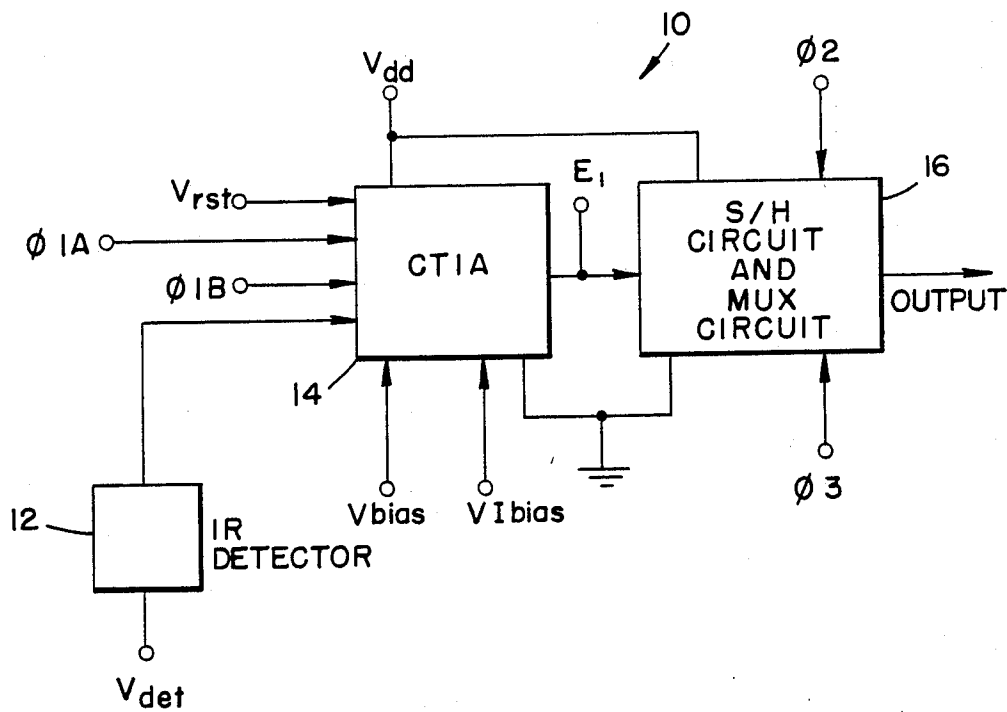 10
Vdd
Ø2
16
E1
Vrst
Ø1A
Ø1B
CTIA
S/H
CIRCUIT
AND
MUX
CIRCUIT
OUTPUT
14
Vbias
VIbias
Ø3
12
IR
DETECTOR
Vdet